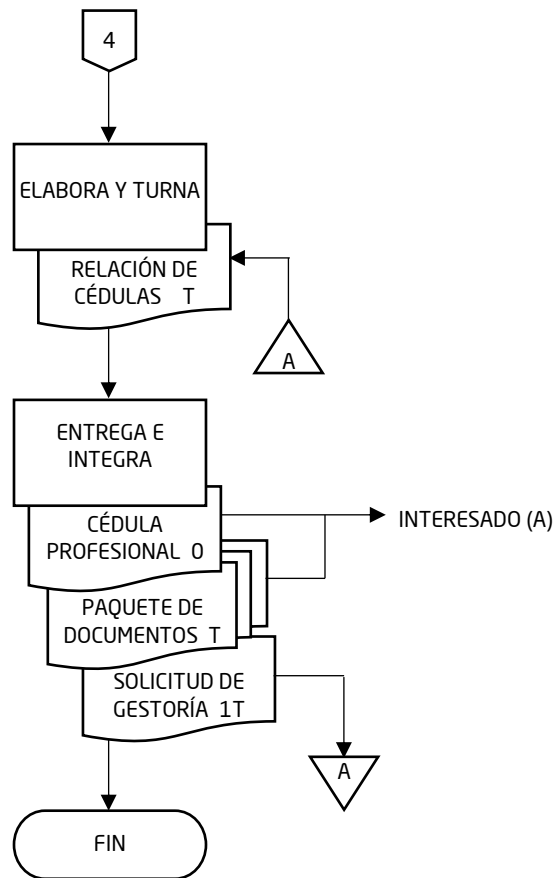 4
ELABORA Y TURNA
RELACIÓN DE
CÉDULAS T
A
ENTREGA E
INTEGRA
CÉDULA
PROFESIONAL O
INTERESADO (A)
PAQUETE DE
DOCUMENTOS T
SOLICITUD DE
GESTORÍA 1T
A
FIN